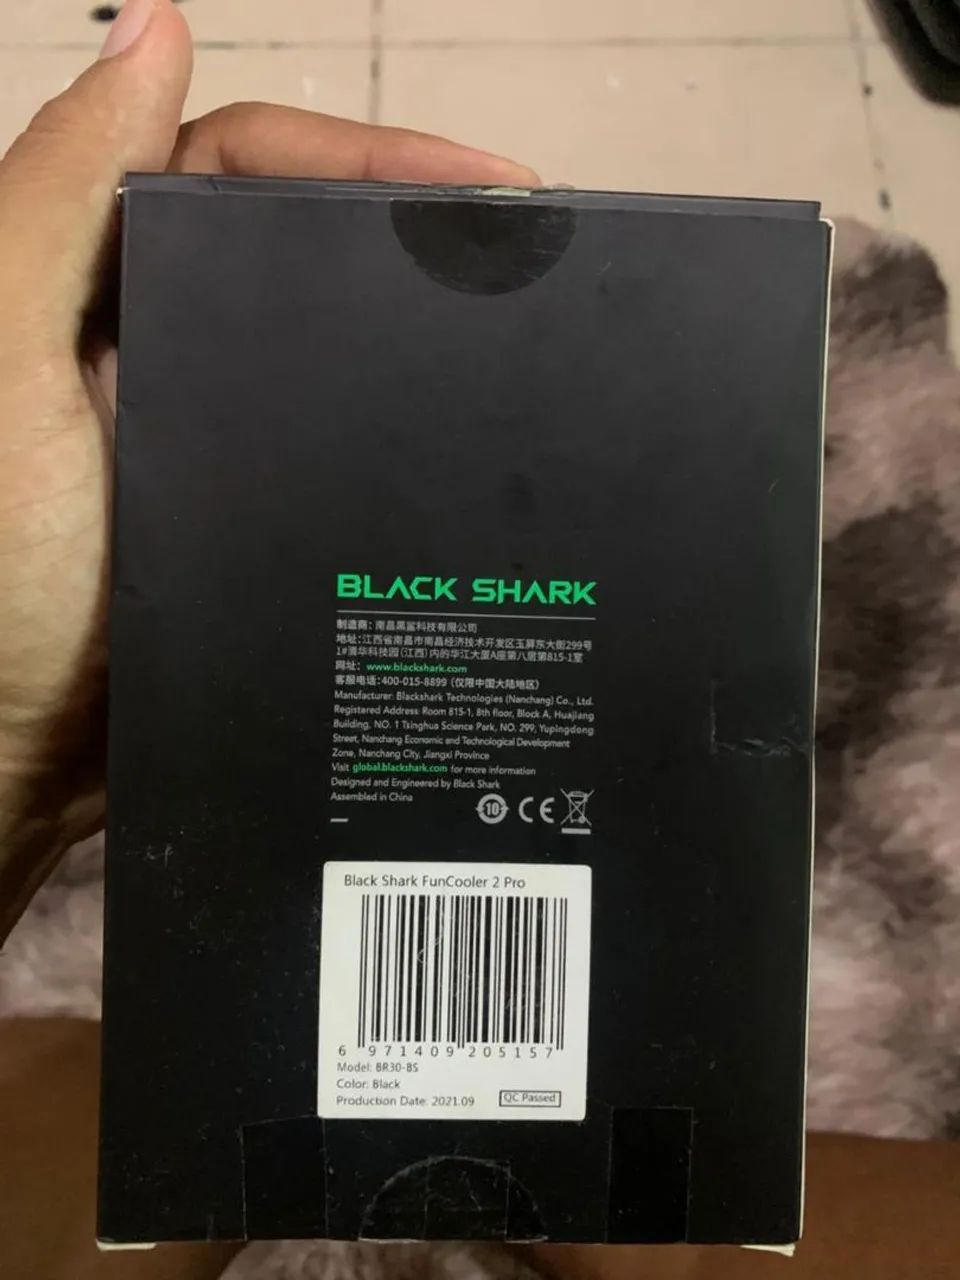 BLACK SHARK
制造商：南昌黑鲨科技有限公司
地址：江西省南昌市南昌经济技术开发区玉屏东大街299号
1#清华科技园(江西)内的华江大厦A座第八层第815-1室
网址：www.blackshark.com
客服电话：400-015-8899 (仅限中国大陆地区)
Manufacturer: Blackshark Technologies (Nanchang) Co., Ltd.
Registered Address: Room 815-1, 8th floor, Block A, Huajiang
Building, NO. 1 Tsinghua Science Park, NO. 299, Yupingdong
Street, Nanchang Economic and Technological Development
Zone, Nanchang City, Jiangxi Province
Visit global.blackshark.com for more information
Designed and Engineered by Black Shark
Assembled in China
10 CE
Black Shark FunCooler 2 Pro
6 971409 205157
Model: BR30-BS
Color: Black
Production Date: 2021.09 QC Passed